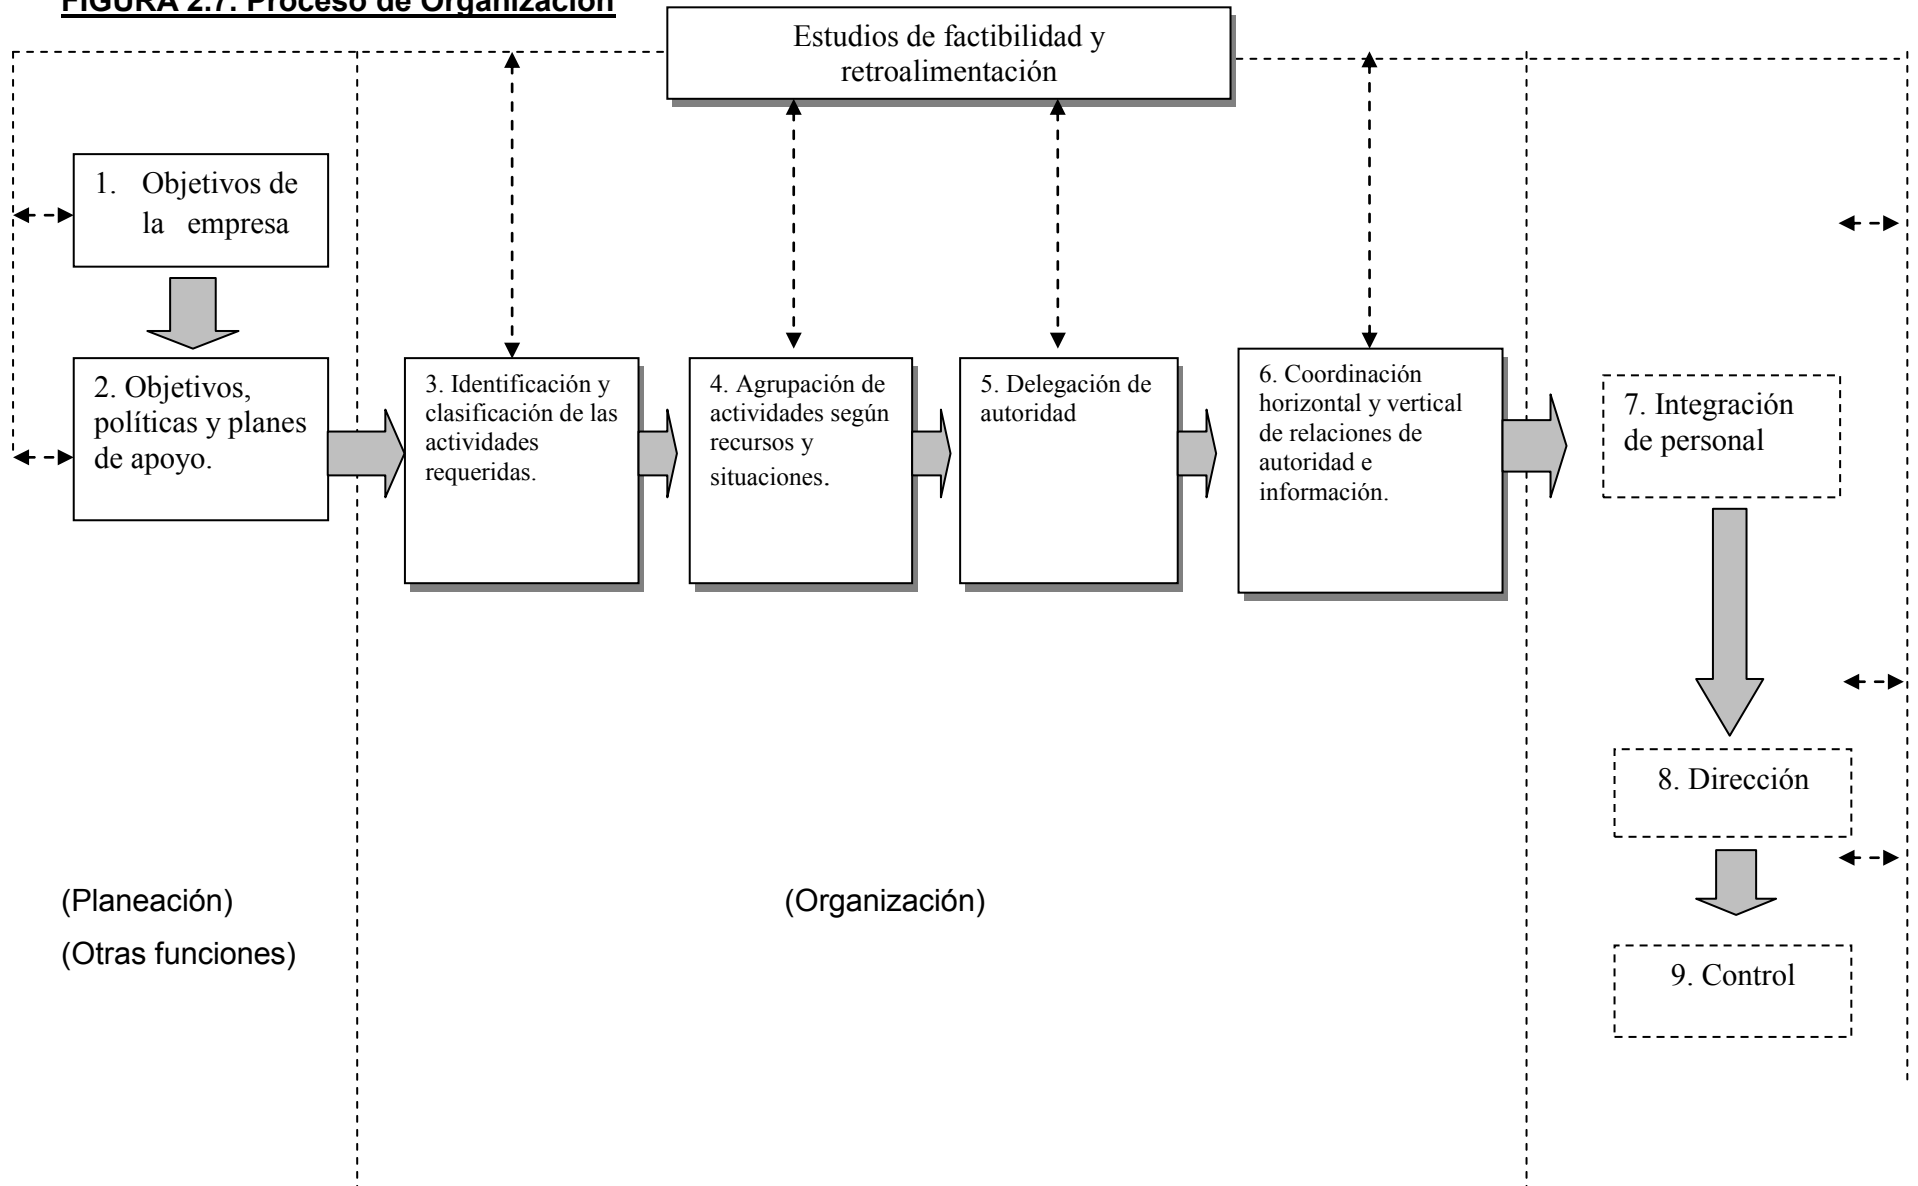 FIGURA 2.7. Proceso de Organización
Estudios de factibilidad y
retroalimentación
1. Objetivos de
la empresa
2. Objetivos,
políticas y planes
de apoyo.
3. Identificación y
clasificación de las
actividades
requeridas.
4. Agrupación de
actividades según
recursos y
situaciones.
5. Delegación de
autoridad
6. Coordinación
horizontal y vertical
de relaciones de
autoridad e
información.
7. Integración
de personal
8. Dirección
9. Control
(Planeación)
(Organización)
(Otras funciones)